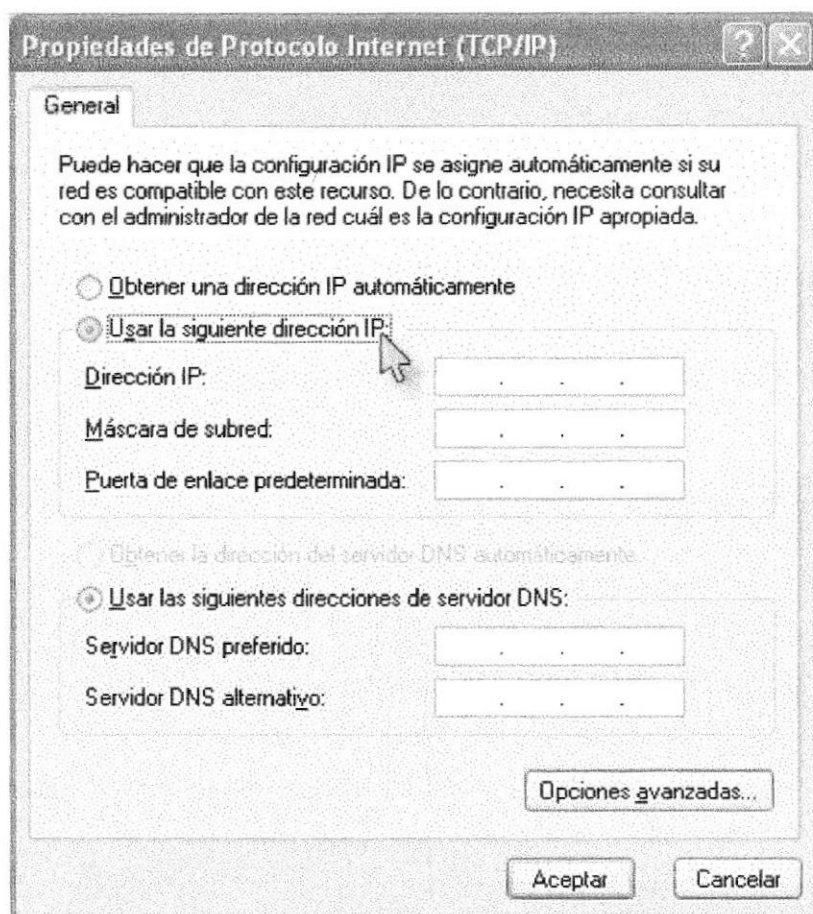 Propiedades de Protocolo Internet (TCP/IP)
General
Puede hacer que la configuración IP se asigne automáticamente si su
red es compatible con este recurso. De lo contrario, necesita consultar
con el administrador de la red cuál es la configuración IP apropiada.
Obtener una dirección IP automáticamente
Usar la siguiente dirección IP:
Dirección IP:
Máscara de subred:
Puerta de enlace predeterminada:
Obtener la dirección del servidor DNS automáticamente
Usar las siguientes direcciones de servidor DNS:
Servidor DNS preferido:
Servidor DNS alternativo:
Opciones avanzadas...
Aceptar
Cancelar